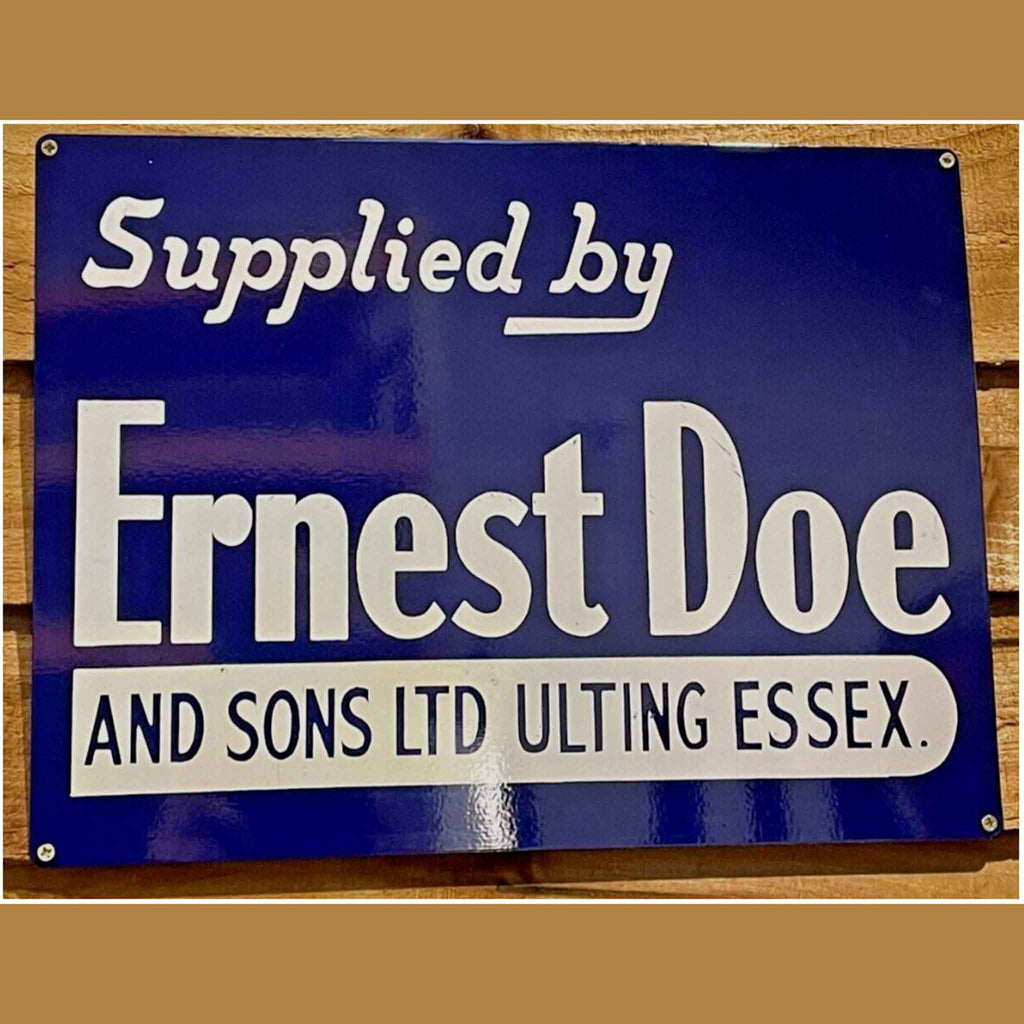 Supplied by
Ernest Doe
AND SONS LTD ULTING ESSEX.